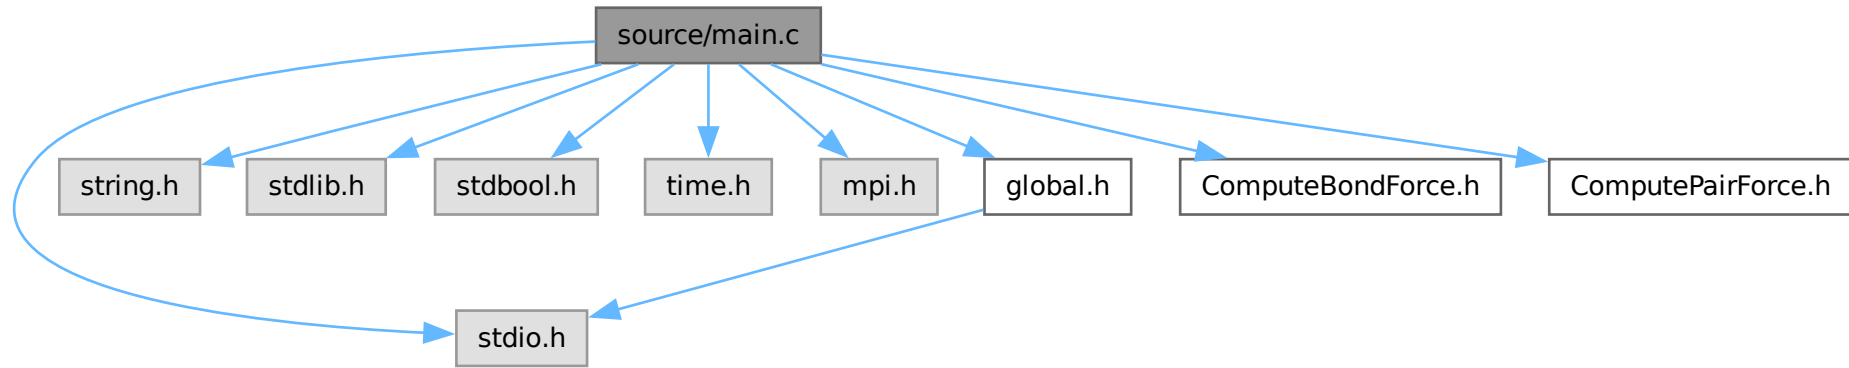 source/main.c
string.h
stdlib.h
stdbool.h
time.h
mpi.h
global.h
ComputeBondForce.h
ComputePairForce.h
stdio.h